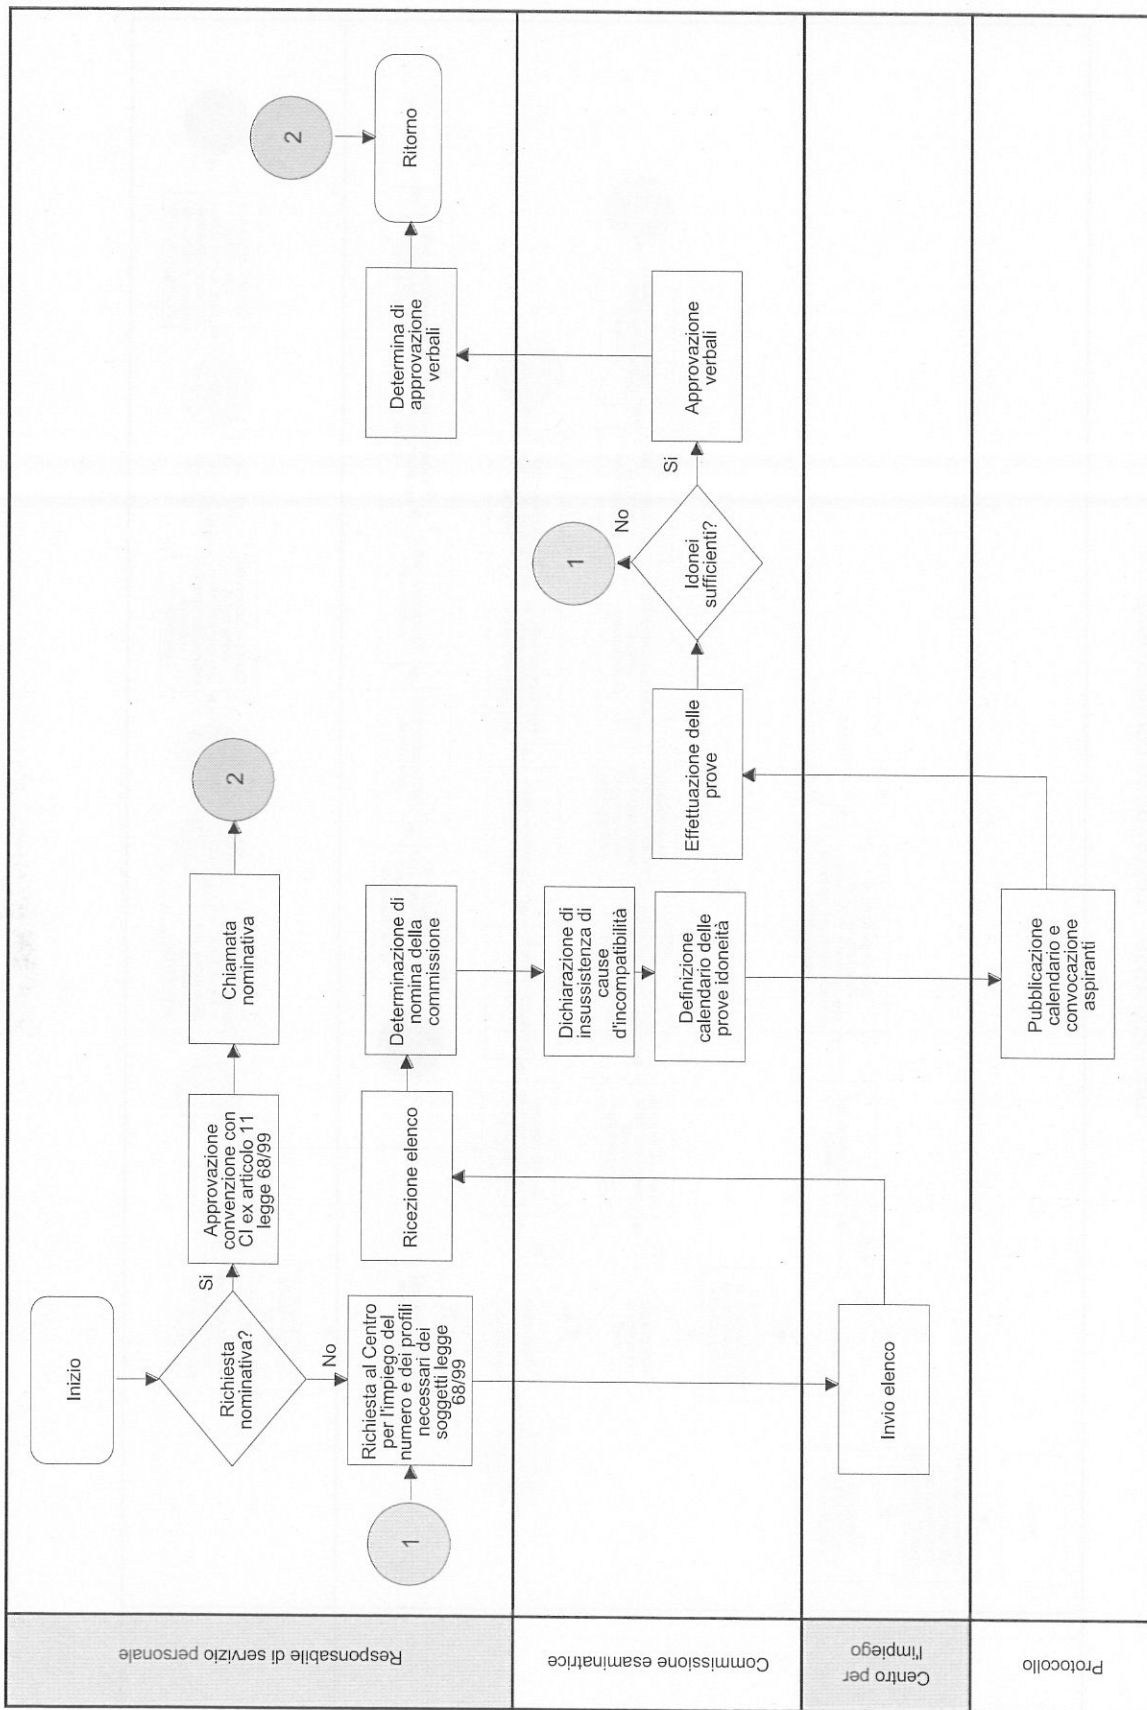 Responsabile di servizio personale
Inizio
Richiesta
nominativa?
Si
No
Approvazione
convenzione con
CI ex articolo 11
legge 68/99
Chiamata
nominativa
2
1
Richiesta al Centro
per l'impiego del
numero e dei profili
necessari dei
soggetti legge
68/99
Ricezione elenco
Determinazione di
nomina della
commissione
Determina di
approvazione
verbali
2
Ritorno
Commissione esaminatrice
Dichiarazione di
insussistenza di
cause
d'incompatibilità
Definizione
calendario delle
prove idoneità
Effettuazione delle
prove
Idonei
sufficienti?
No
1
Si
Approvazione
verbali
Centro per
l'impiego
Invio elenco
Protocollo
Pubblicazione
calendario e
convocazione
aspiranti